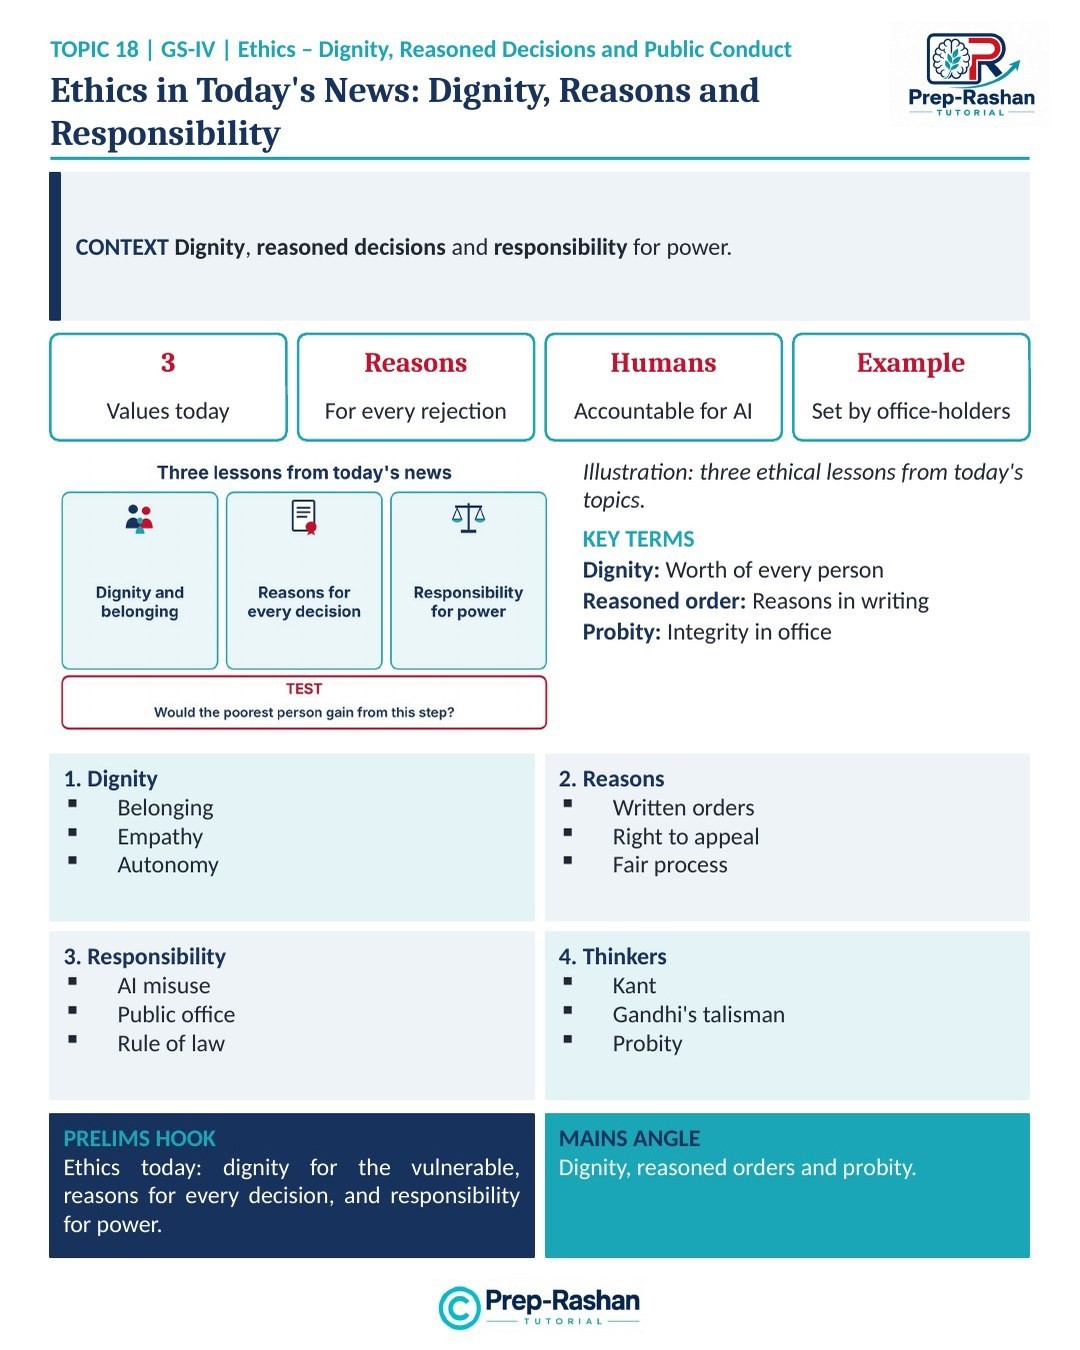 TOPIC 18 | GS-IV | Ethics – Dignity, Reasoned Decisions and Public Conduct
Ethics in Today's News: Dignity, Reasons and
Responsibility
Prep-Rashan
TUTORIAL
CONTEXT Dignity, reasoned decisions and responsibility for power.
3
Values today
Reasons
For every rejection
Humans
Accountable for AI
Example
Set by office-holders
Three lessons from today's news
Dignity and
belonging
Reasons for
every decision
Responsibility
for power
TEST
Would the poorest person gain from this step?
Illustration: three ethical lessons from today's
topics.
KEY TERMS
Dignity: Worth of every person
Reasoned order: Reasons in writing
Probity: Integrity in office
1. Dignity
▪ Belonging
▪ Empathy
▪ Autonomy
2. Reasons
▪ Written orders
▪ Right to appeal
▪ Fair process
3. Responsibility
▪ AI misuse
▪ Public office
▪ Rule of law
4. Thinkers
▪ Kant
▪ Gandhi's talisman
▪ Probity
PRELIMS HOOK
Ethics today: dignity for the vulnerable,
reasons for every decision, and responsibility
for power.
MAINS ANGLE
Dignity, reasoned orders and probity.
© Prep-Rashan
TUTORIAL